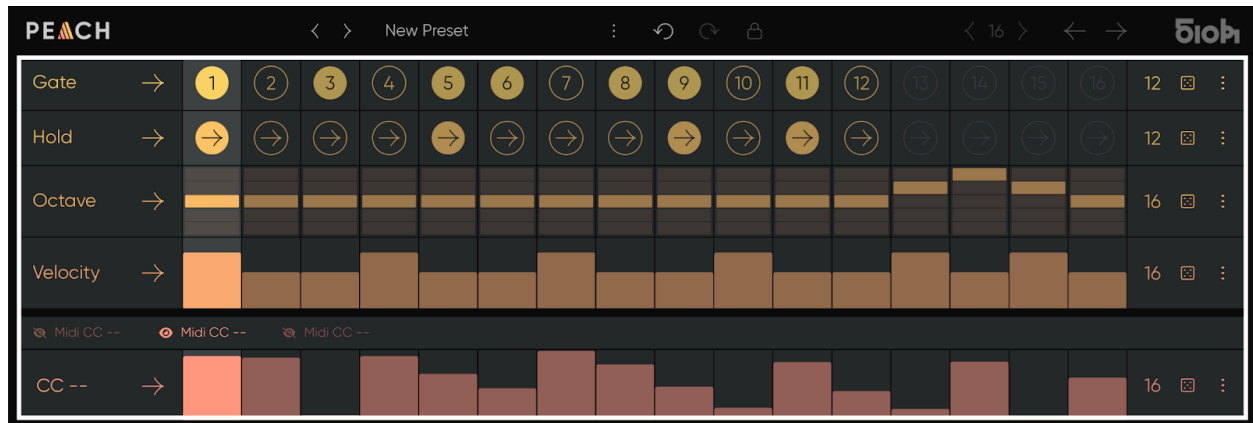 PEACH New Preset 16 ƼIOPI
Gate 1 2 3 4 5 6 7 8 9 10 11 12 13 14 15 16 12
Hold 12
Octave 16
Velocity 16
Midi CC -- Midi CC -- Midi CC --
CC -- 16